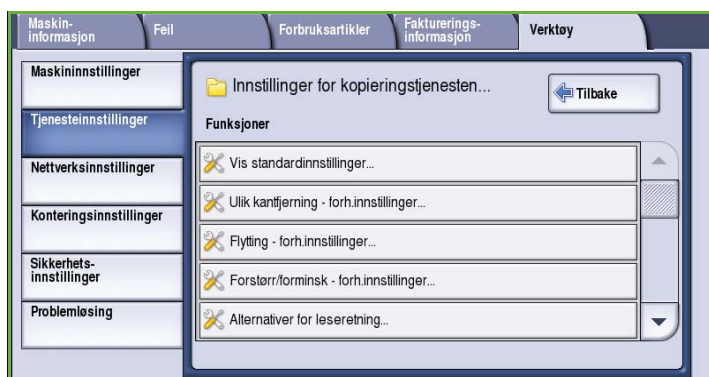 Maskin-
informasjon
Feil
Forbruksartikler
Fakturerings-
informasjon
Verktøy
Maskininnstillinger
Tjenesteinnstillinger
Nettverksinnstillinger
Konteringsinnstillinger
Sikkerhets-
innstillinger
Problemløsing
Innstillinger for kopieringstjenesten...
Tilbake
Funksjoner
Vis standardinnstillinger...
Ulik kantfjerning - forh.innstillinger...
Flytting - forh.innstillinger...
Forstørr/forminsk - forh.innstillinger...
Alternativer for leseretning...